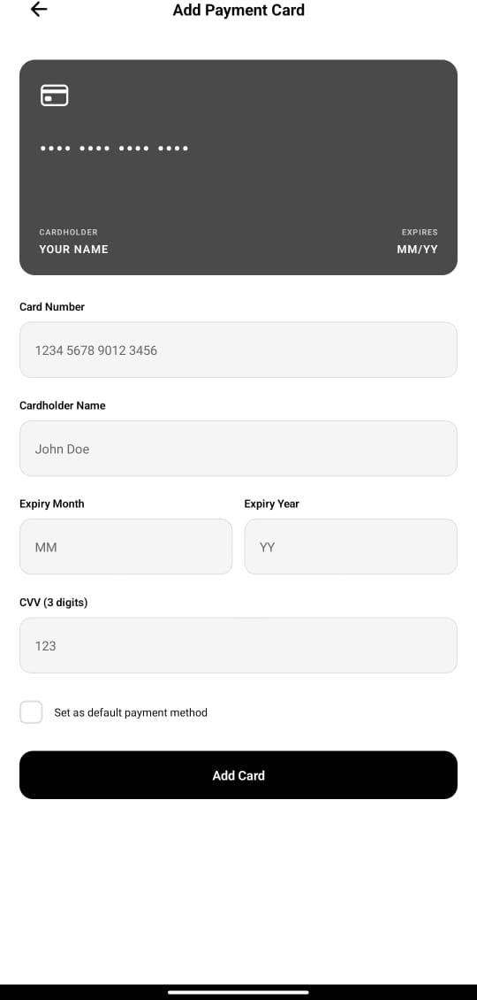 Add Payment Card
•••• •••• •••• ••••
CARDHOLDER
EXPIRES
YOUR NAME
MM/YY
Card Number
1234 5678 9012 3456
Cardholder Name
John Doe
Expiry Month
Expiry Year
MM
YY
CVV (3 digits)
123
Set as default payment method
Add Card